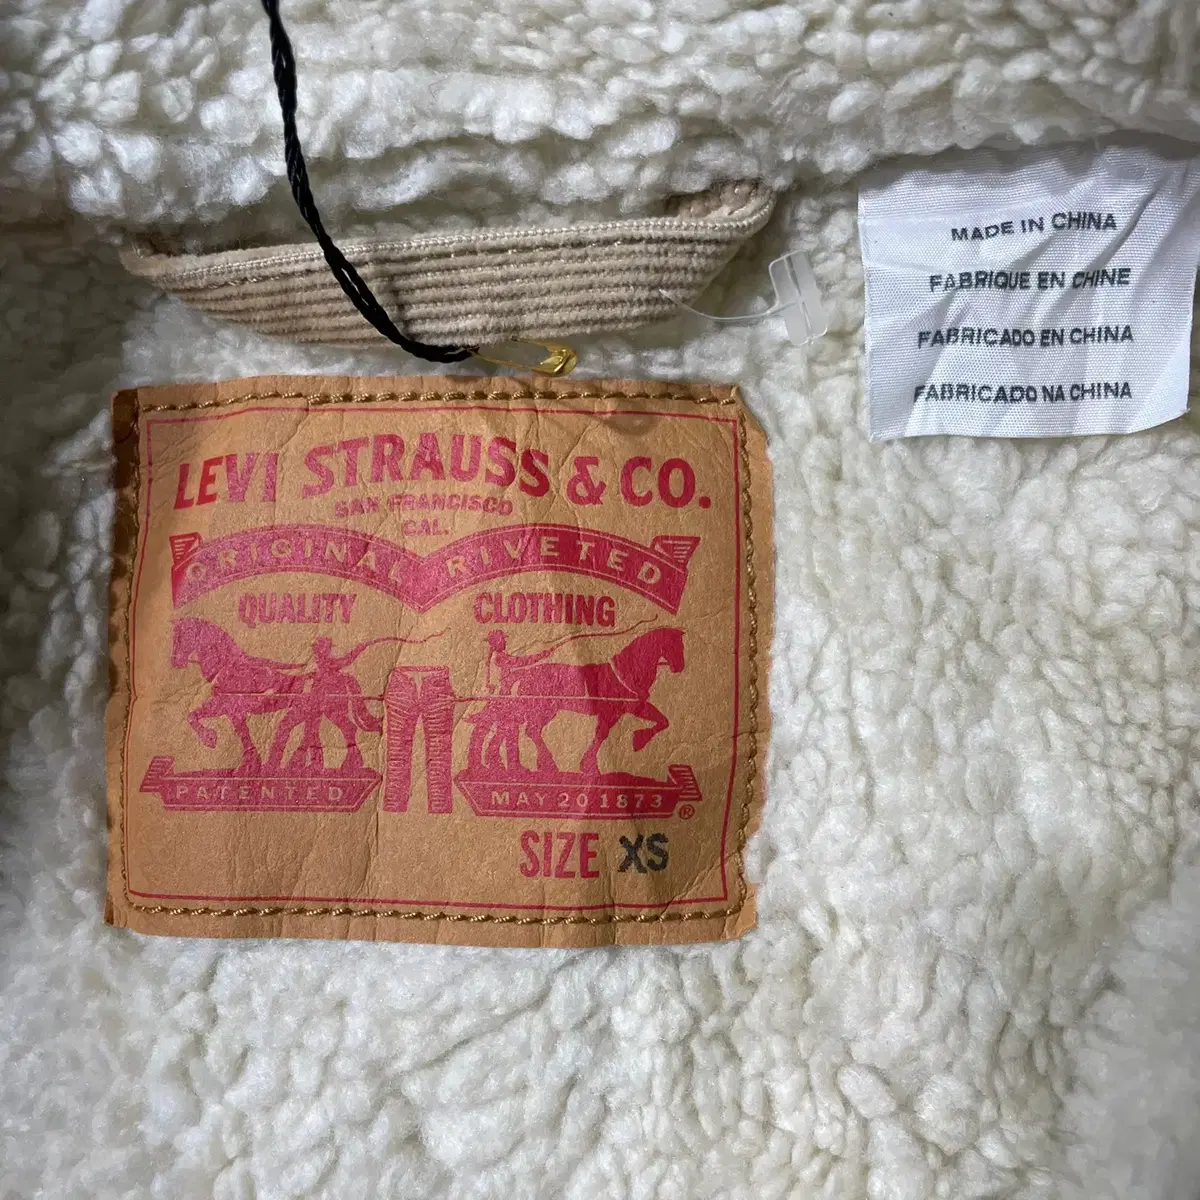 LEVI STRAUSS & CO.
SAN FRANCISCO
CAL.
ORIGINAL RIVETED
QUALITY CLOTHING
PATENTED
MAY 20 1873 ®
SIZE XS
MADE IN CHINA
FABRIQUE EN CHINE
FABRICADO EN CHINA
FABRICADO NA CHINA